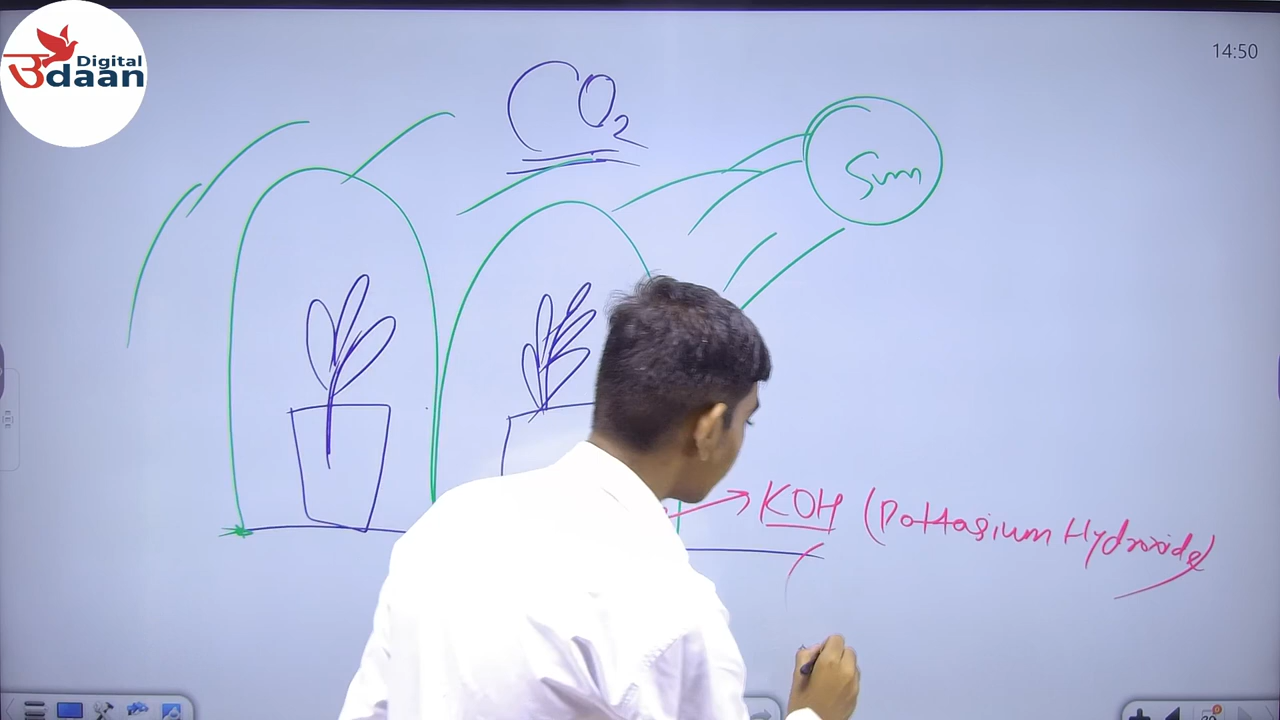 Digital
उdaan
14:50
CO2
Sun
KOH (Pottasium Hydroxide)